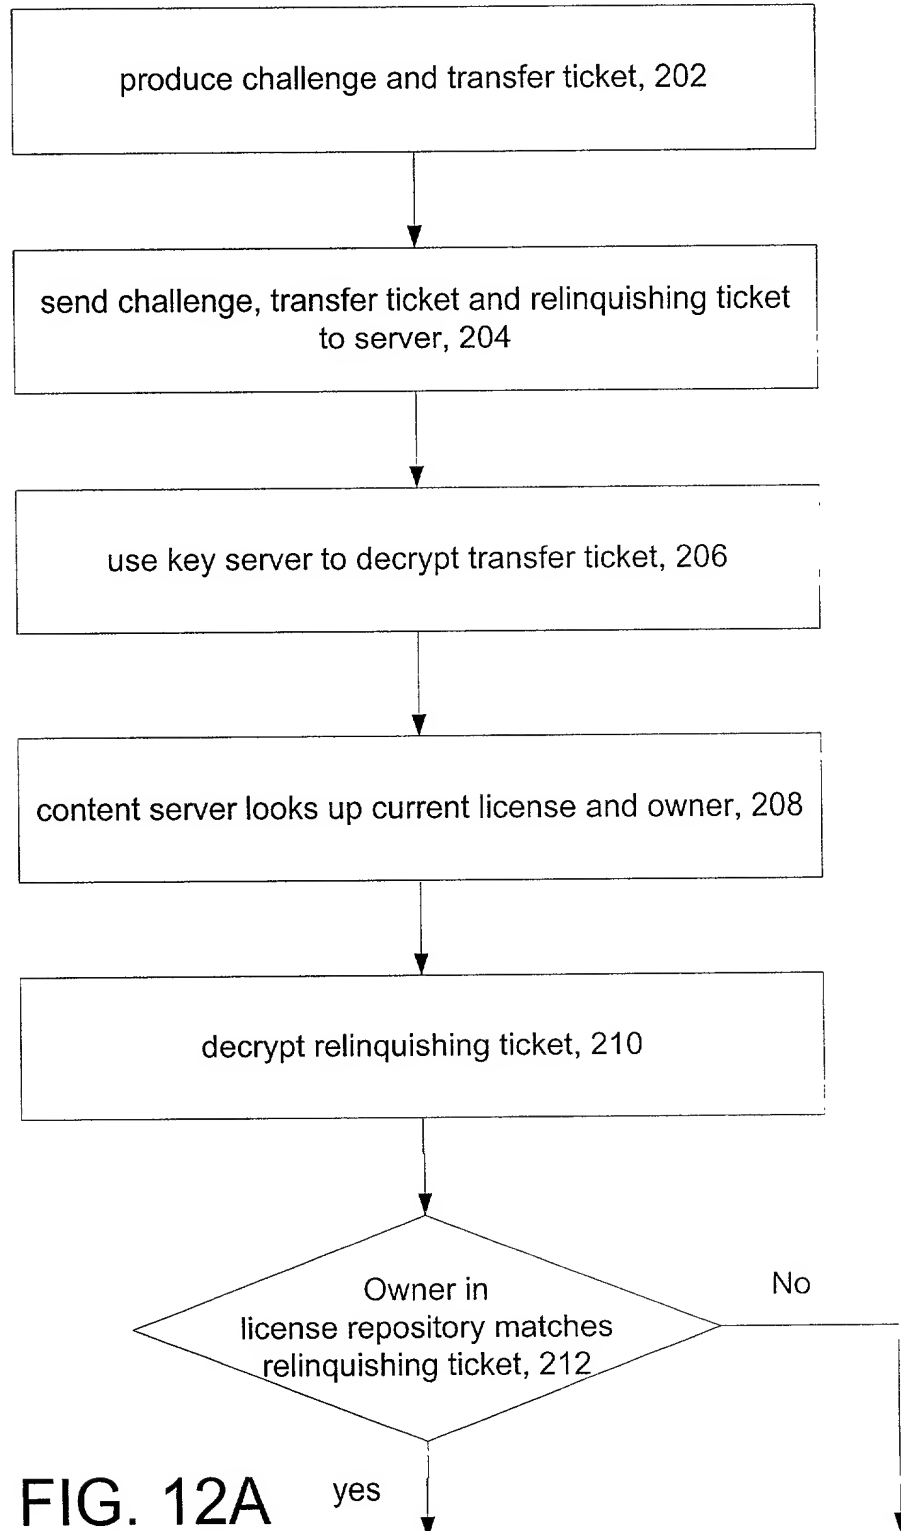 produce challenge and transfer ticket, 202
send challenge, transfer ticket and relinquishing ticket
to server, 204
use key server to decrypt transfer ticket, 206
content server looks up current license and owner, 208
decrypt relinquishing ticket, 210
Owner in
license repository matches
relinquishing ticket, 212
No
yes
FIG. 12A